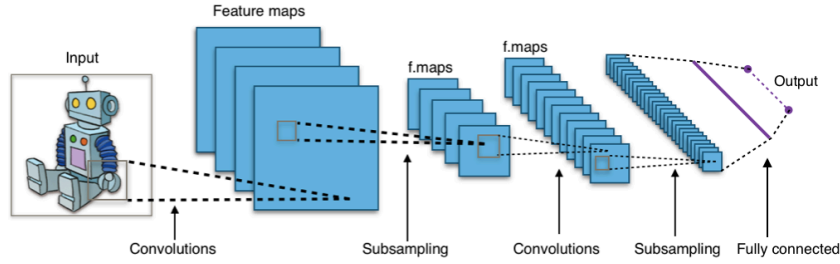 Feature maps
Input
f.maps
f.maps
Output
Convolutions
Subsampling
Convolutions
Subsampling
Fully connected